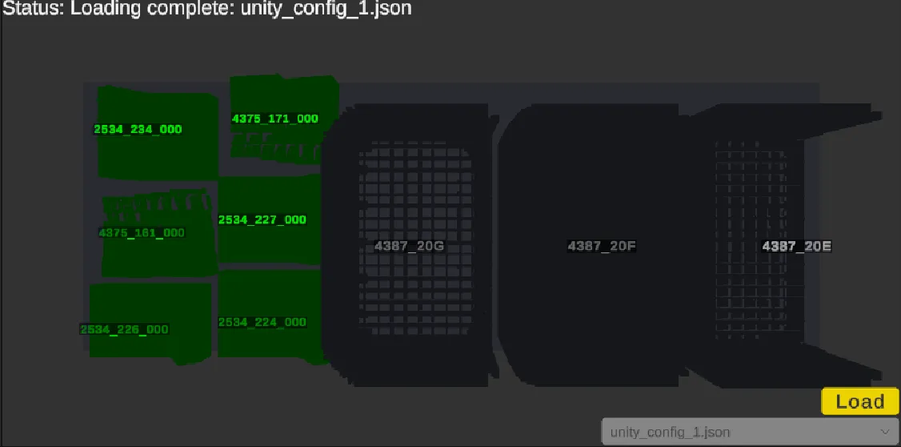 Status: Loading complete: unity_config_1.json
4375_171_000
2534_234_000
2534_227_000
4375_161_000
4387_20G
4387_20F
4387_20E
2534_226_000
2534_224_000
Load
unity_config_1.json